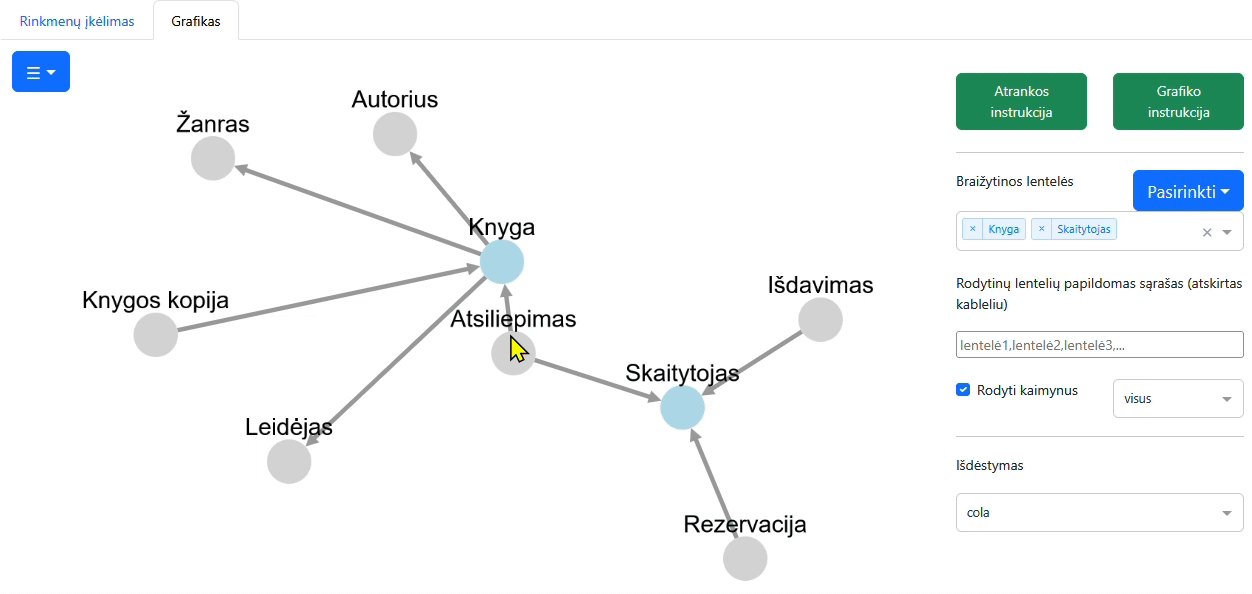 Rinkmenų įkėlimas
Grafikas
Autorius
Žanras
Knyga
Knygos kopija
Išdavimas
Atsiliepimas
Skaitytojas
Leidėjas
Rezervacija
Atrankos
instrukcija
Grafiko
instrukcija
Braižytinos lentelės
Pasirinkti
× Knyga × Skaitytojas ×
Rodytinų lentelių papildomas sąrašas (atskirtas
kableliu)
lentelė1,lentelė2,lentelė3,...
Rodyti kaimynus
visus
Išdėstymas
cola